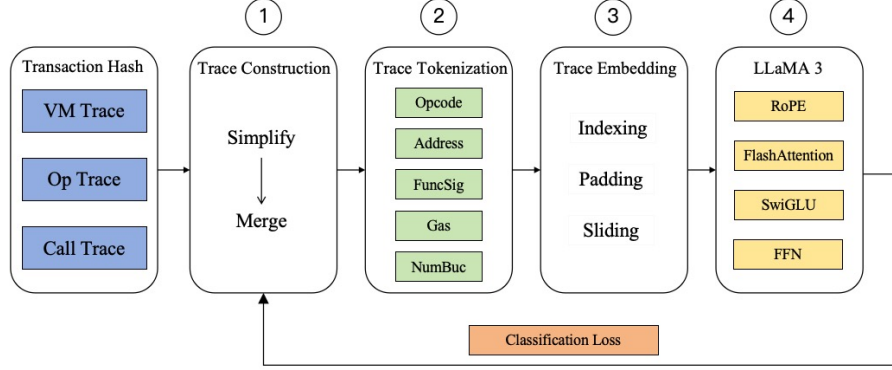 1
2
3
4
Transaction Hash
VM Trace
Op Trace
Call Trace
Trace Construction
Simplify
Merge
Trace Tokenization
Opcode
Address
FuncSig
Gas
NumBuc
Trace Embedding
Indexing
Padding
Sliding
LLaMA 3
RoPE
FlashAttention
SwiGLU
FFN
Classification Loss